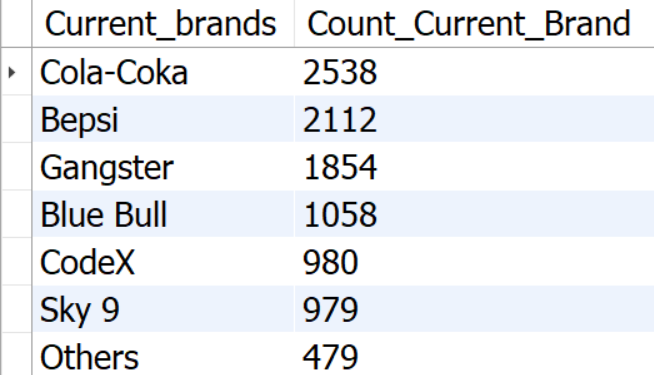 Current_brands Count_Current_Brand
Cola-Coka 2538
Bepsi 2112
Gangster 1854
Blue Bull 1058
CodeX 980
Sky 9 979
Others 479